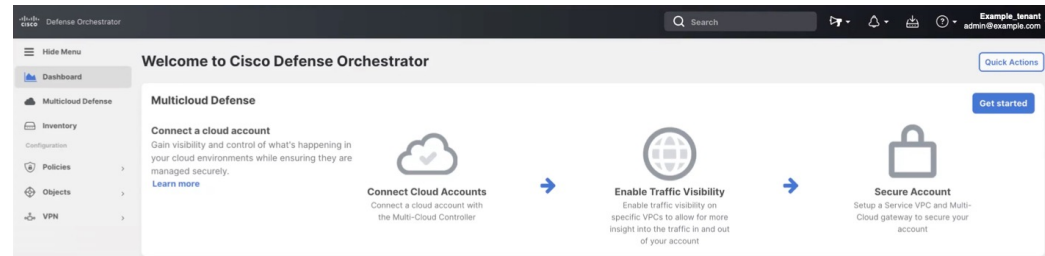 CISCO Defense Orchestrator
Search
Example_tenant
admin@example.com
Hide Menu
Dashboard
Multicloud Defense
Inventory
Configuration
Policies
Objects
VPN
Welcome to Cisco Defense Orchestrator
Quick Actions
Multicloud Defense
Get started
Connect a cloud account
Gain visibility and control of what's happening in
your cloud environments while ensuring they are
managed securely.
Learn more
Connect Cloud Accounts
Connect a cloud account with
the Multi-Cloud Controller
Enable Traffic Visibility
Enable traffic visibility on
specific VPCs to allow for more
insight into the traffic in and out
of your account
Secure Account
Setup a Service VPC and Multi-
Cloud gateway to secure your
account